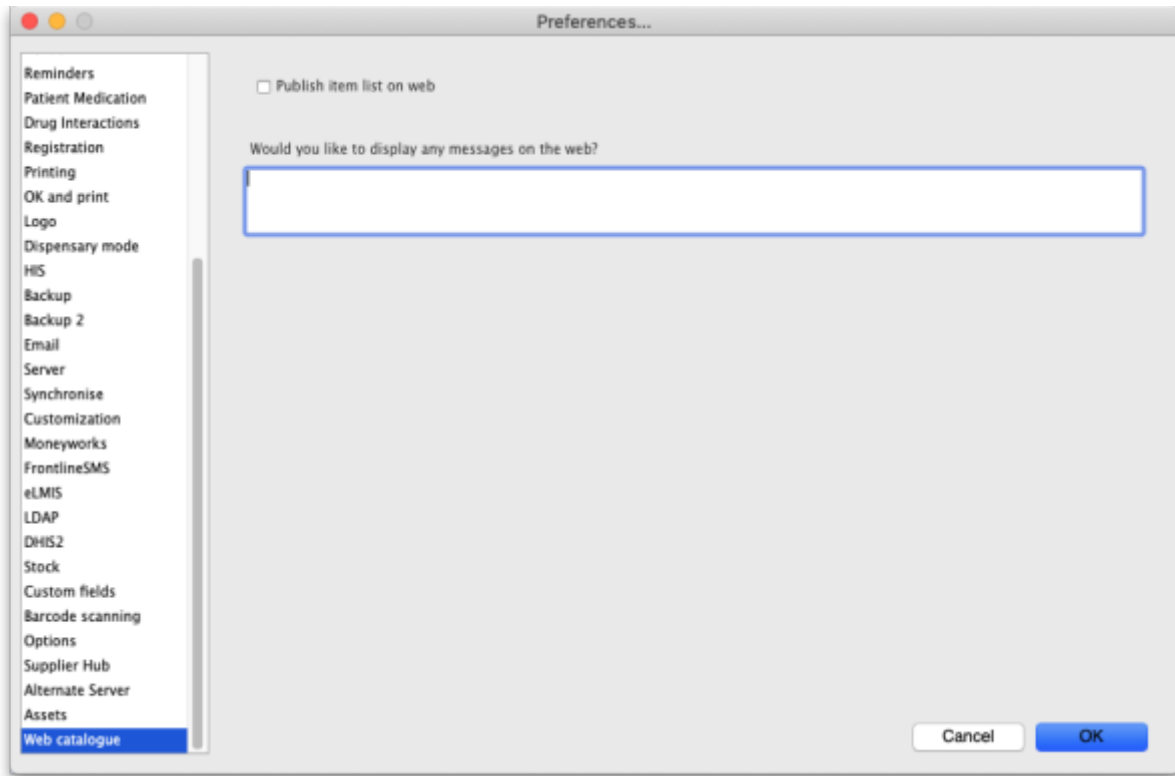 Preferences...
Reminders
Patient Medication
Drug Interactions
Registration
Printing
OK and print
Logo
Dispensary mode
HIS
Backup
Backup 2
Email
Server
Synchronise
Customization
Moneyworks
FrontlineSMS
eLMIS
LDAP
DHIS2
Stock
Custom fields
Barcode scanning
Options
Supplier Hub
Alternate Server
Assets
Web catalogue
Publish item list on web
Would you like to display any messages on the web?
Cancel
OK